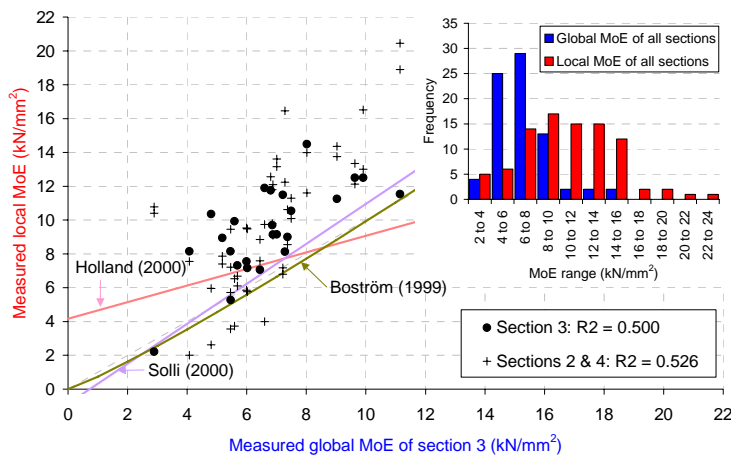 Measured local MoE (kN/mm²)
22
20
18
16
14
12
10
8
6
4
2
0
Holland (2000)
Boström (1999)
Solli (2000)
0 2 4 6 8 10 12 14 16 18 20 22
Measured global MoE of section 3 (kN/mm²)
Frequency
35
30
25
20
15
10
5
0
Global MoE of all sections
Local MoE of all sections
2 to 4
4 to 6
6 to 8
8 to 10
10 to 12
12 to 14
14 to 16
16 to 18
18 to 20
20 to 22
22 to 24
MoE range (kN/mm²)
Section 3: R2 = 0.500
Sections 2 & 4: R2 = 0.526